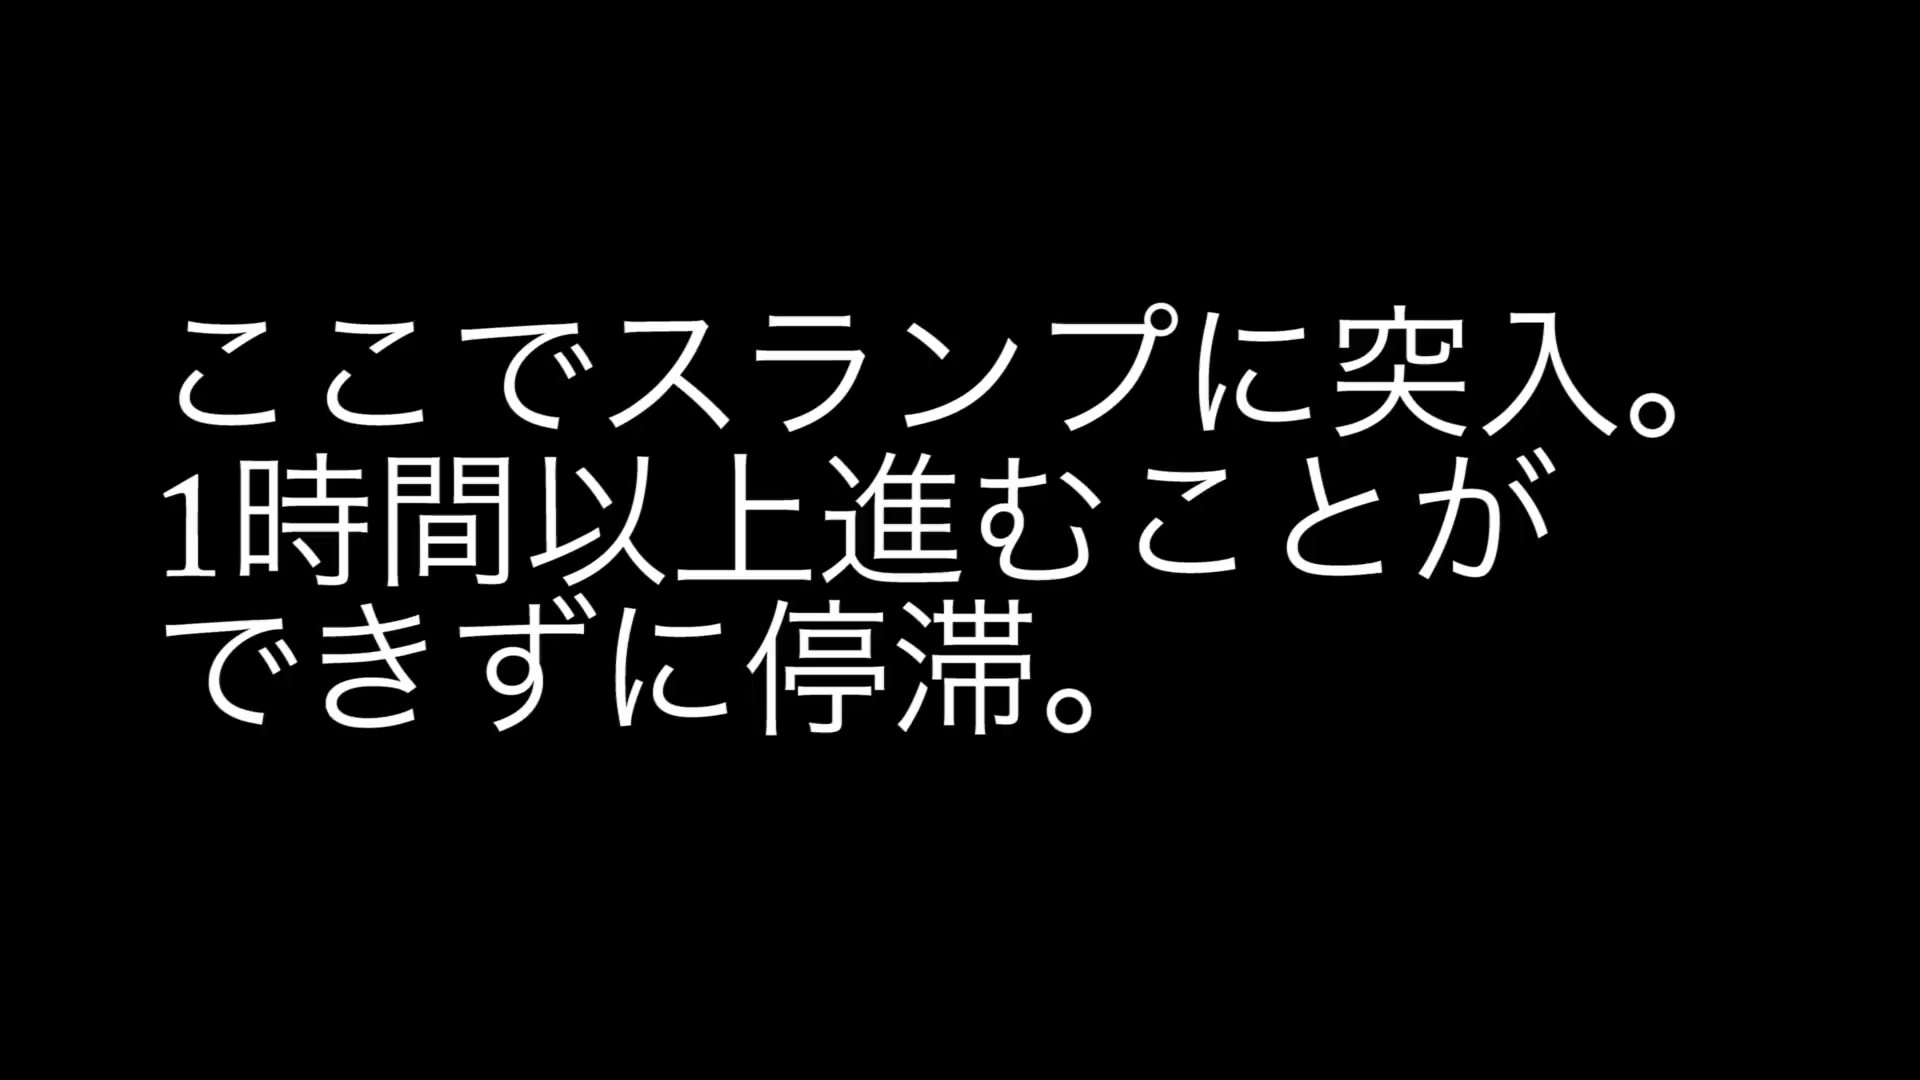 ここでスランプに突入。
1時間以上進むことが
できずに停滞。